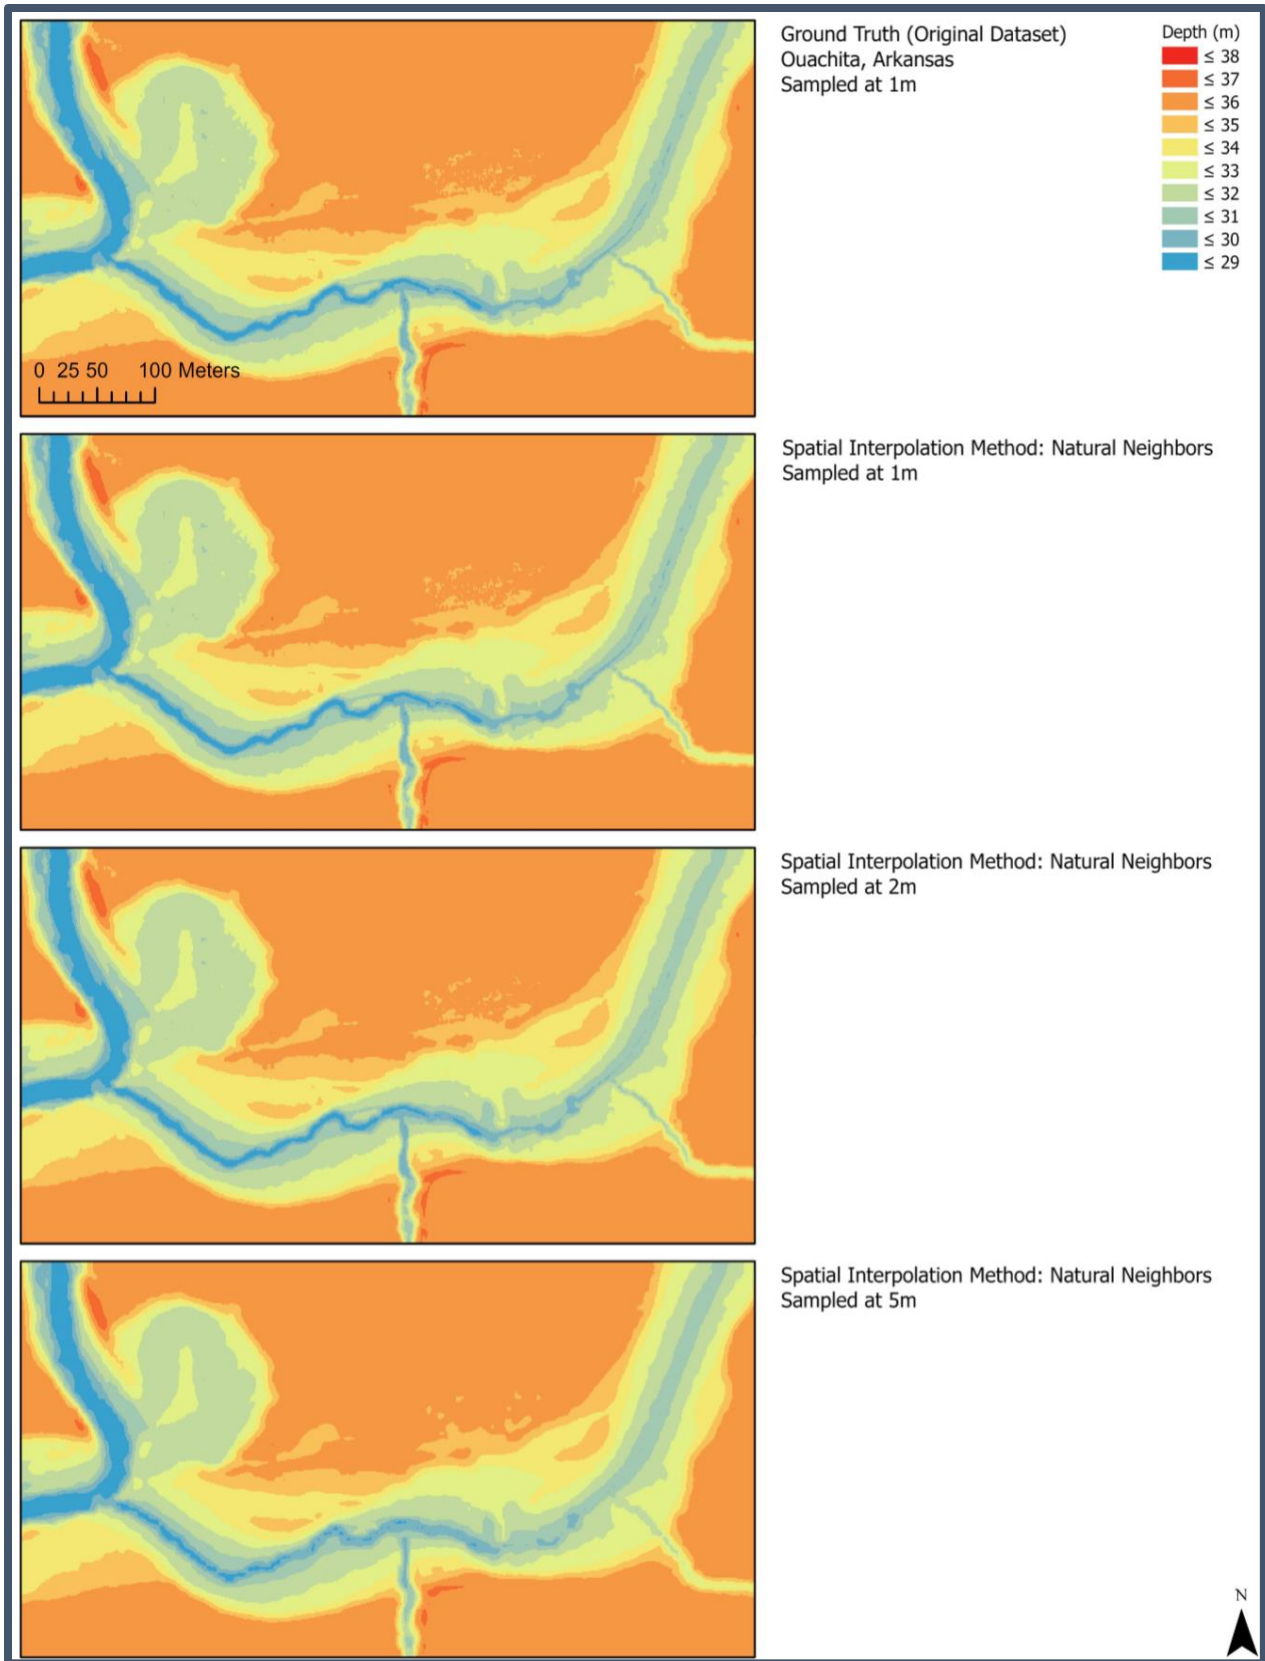 Ground Truth (Original Dataset)
Ouachita, Arkansas
Sampled at 1m
Depth (m)
≤ 38
≤ 37
≤ 36
≤ 35
≤ 34
≤ 33
≤ 32
≤ 31
≤ 30
≤ 29
0 25 50 100 Meters
Spatial Interpolation Method: Natural Neighbors
Sampled at 1m
Spatial Interpolation Method: Natural Neighbors
Sampled at 2m
Spatial Interpolation Method: Natural Neighbors
Sampled at 5m
N